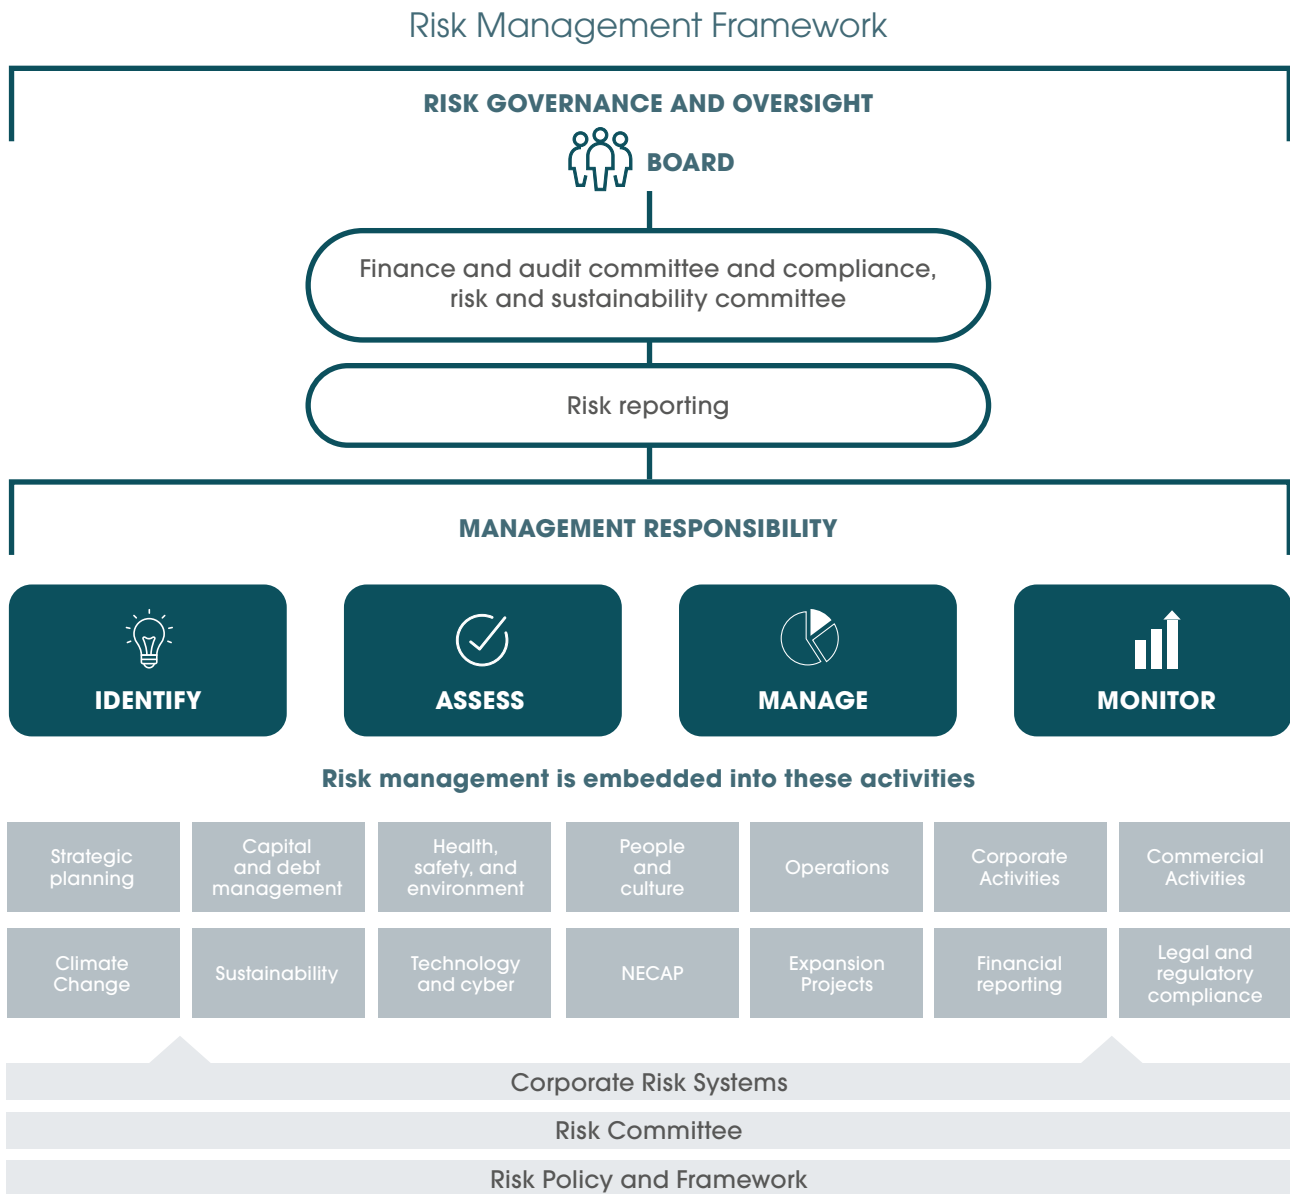 Risk Management Framework
RISK GOVERNANCE AND OVERSIGHT
BOARD
Finance and audit committee and compliance,
risk and sustainability committee
Risk reporting
MANAGEMENT RESPONSIBILITY
IDENTIFY
ASSESS
MANAGE
MONITOR
Risk management is embedded into these activities
Strategic
planning
Capital
and debt
management
Health,
safety, and
environment
People
and
culture
Operations
Corporate
Activities
Commercial
Activities
Climate
Change
Sustainability
Technology
and cyber
NECAP
Expansion
Projects
Financial
reporting
Legal and
regulatory
compliance
Corporate Risk Systems
Risk Committee
Risk Policy and Framework